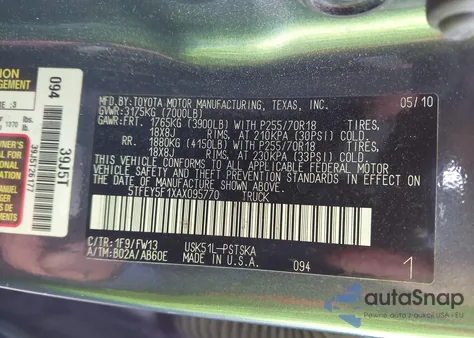 MFD. BY: TOYOTA MOTOR MANUFACTURING, TEXAS, INC. 05/10
GVWR: 3175KG (7000LB)
GAWR: FRT. 1765KG (3900LB) WITH P255/70R18 TIRES,
18X8J RIMS, AT 210KPA (30PSI) COLD
RR. 1880KG (4150LB) WITH P255/70R18 TIRES,
18X8J RIMS, AT 230KPA (33PSI) COLD
THIS VEHICLE CONFORMS TO ALL APPLICABLE FEDERAL MOTOR
VEHICLE SAFETY, BUMPER, AND THEFT PREVENTION STANDARDS
IN EFFECT ON THE DATE OF MANUFACTURE SHOWN ABOVE.
5TFEY5F1XAX095770 TRUCK
C/TR: 1F9/FW13 USK51L-PSTSKA
A/TM: B02A/AB60E MADE IN U.S.A. 094 1
094
39J5T
autoSnap